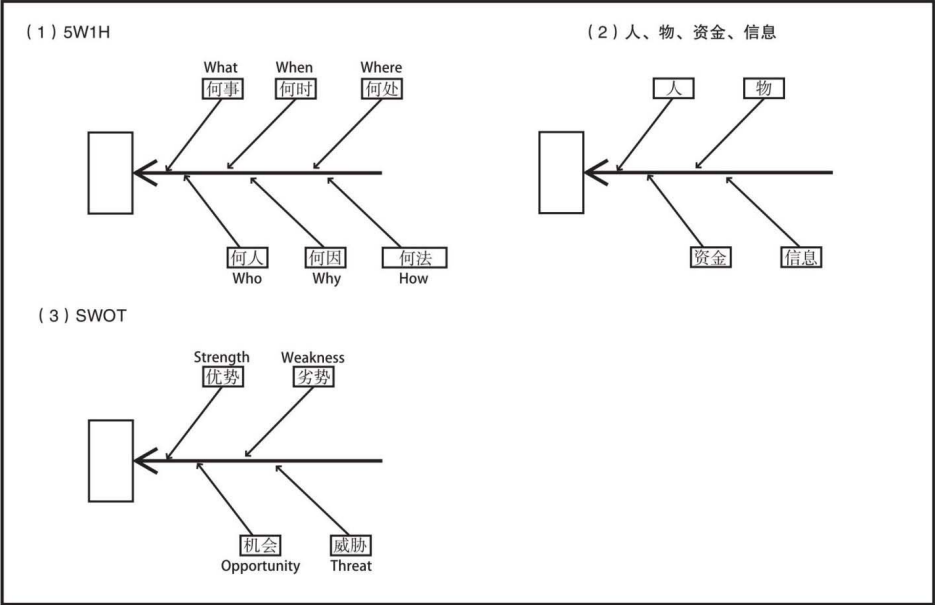 （1）5W1H
What When Where
何事 何时 何处
何人 何因 何法
Who Why How
（2）人、物、资金、信息
人 物
资金 信息
（3）SWOT
Strength Weakness
优势 劣势
机会 威胁
Opportunity Threat